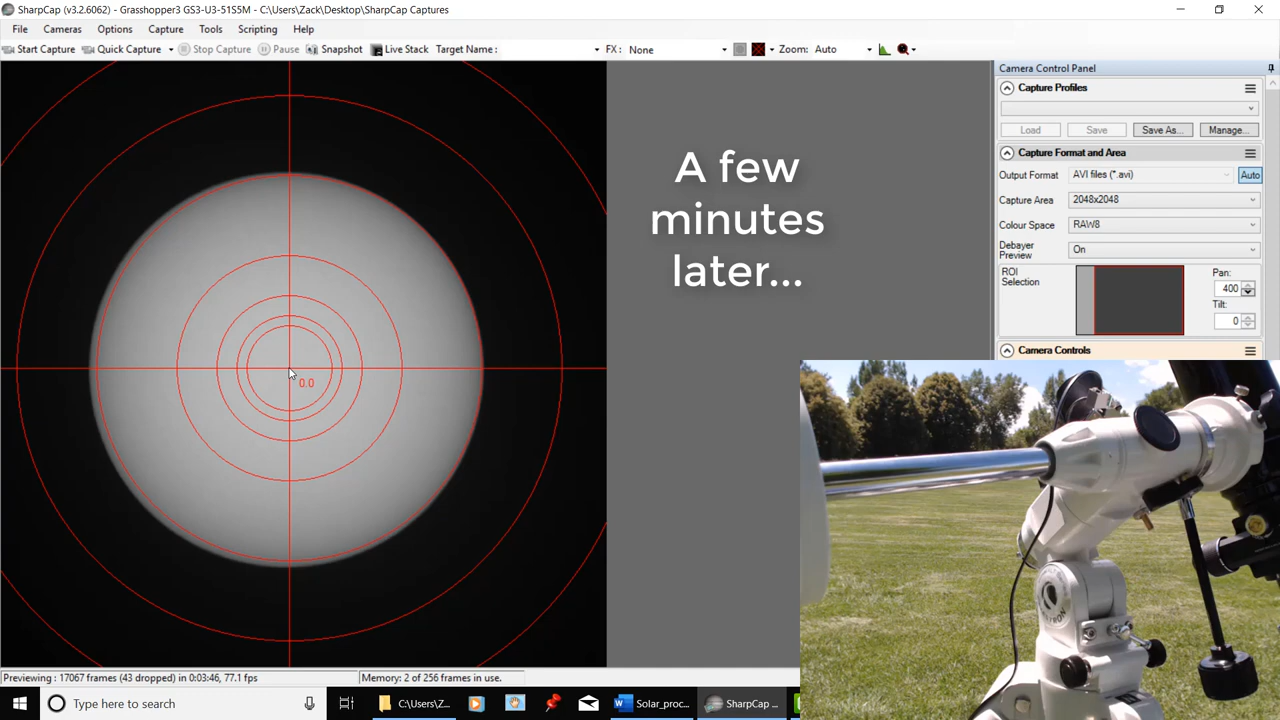 SharpCap (v3.2.6062) - Grasshopper3 GS3-U3-51S5M - C:\Users\Zack\Desktop\SharpCap Captures
File Cameras Options Capture Tools Scripting Help
Start Capture Quick Capture Stop Capture Pause Snapshot Live Stack Target Name : FX : None Zoom: Auto
Camera Control Panel
Capture Profiles
Load Save Save As... Manage...
Capture Format and Area
Output Format AVI files (*.avi) Auto
Capture Area 2048x2048
Colour Space RAW8
Debayer
Preview On
ROI
Selection
Pan:
400
Tilt:
0
Camera Controls
A few
minutes
later...
0.0
Previewing : 17067 frames (43 dropped) in 0:03:46, 77.1 fps Memory: 2 of 256 frames in use.
Type here to search C:\Users\Z... Solar_proc... SharpCap ...